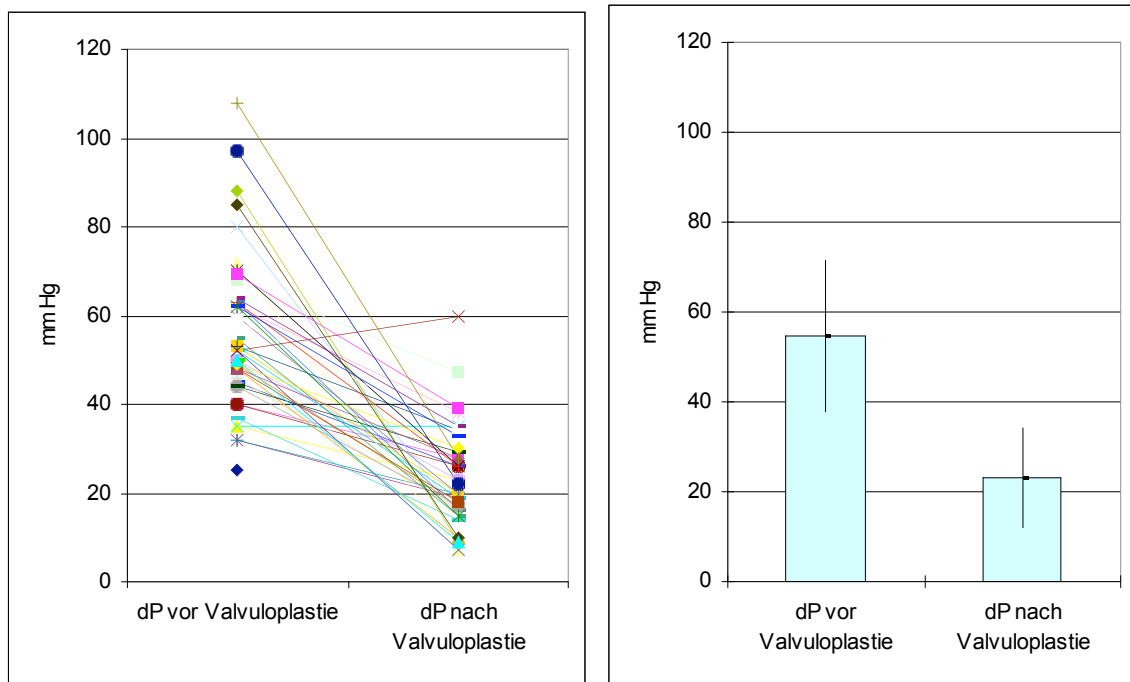 120
100
80
60
40
20
0
mm Hg
dP vor Valvuloplastie
dP nach
Valvuloplastie
120
100
80
60
40
20
0
mm Hg
dP vor
Valvuloplastie
dP nach
Valvuloplastie